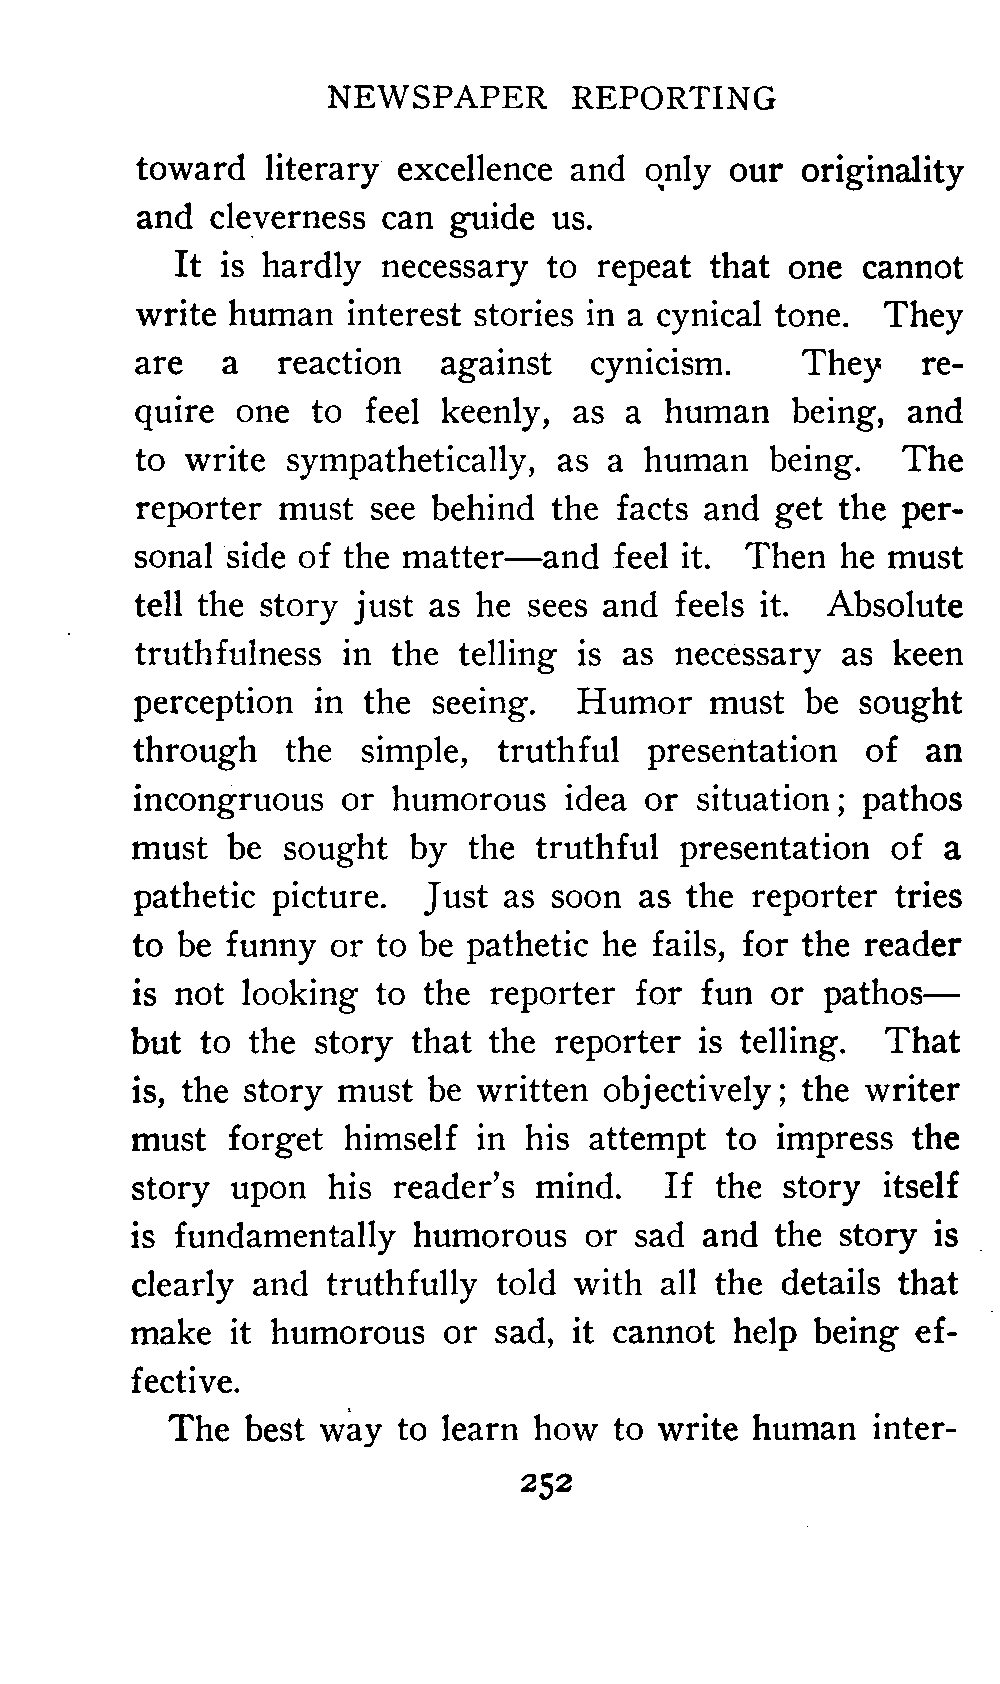 NEWSPAPER REPORTING
toward literary excellence and only our originality
and cleverness can guide us.
It is hardly necessary to repeat that one cannot
write human interest stories in a cynical tone. They
are a reaction against cynicism. They re-
quire one to feel keenly, as a human being, and
to write sympathetically, as a human being. The
reporter must see behind the facts and get the per-
sonal side of the matter—and feel it. Then he must
tell the story just as he sees and feels it. Absolute
truthfulness in the telling is as necessary as keen
perception in the seeing. Humor must be sought
through the simple, truthful presentation of an
incongruous or humorous idea or situation; pathos
must be sought by the truthful presentation of a
pathetic picture. Just as soon as the reporter tries
to be funny or to be pathetic he fails, for the reader
is not looking to the reporter for fun or pathos—
but to the story that the reporter is telling. That
is, the story must be written objectively; the writer
must forget himself in his attempt to impress the
story upon his reader's mind. If the story itself
is fundamentally humorous or sad and the story is
clearly and truthfully told with all the details that
make it humorous or sad, it cannot help being ef-
fective.
The best way to learn how to write human inter-
252